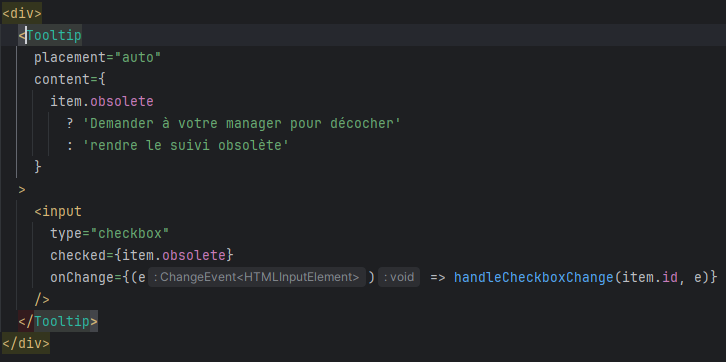 <div>
<Tooltip
placement="auto"
content={
item.obsolete
? 'Demander à votre manager pour décocher'
: 'rendre le suivi obsolète'
}
>
<input
type="checkbox"
checked={item.obsolete}
onChange={(e : ChangeEvent<HTMLInputElement> ) : void => handleCheckboxChange(item.id, e)}
/>
</Tooltip>
</div>